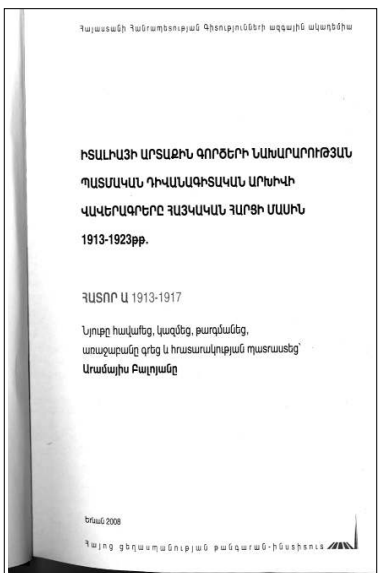 Հայաստանի Հանրապետության Գիտությունների ազգային ակադեմիա
ԻՏԱԼԻԱՅԻ ԱՐՏԱՔԻՆ ԳՈՐԾԵՐԻ ՆԱԽԱՐԱՐՈՒԹՅԱՆ
ՊԱՏՄԱԿԱՆ ԴԻՎԱՆԱԳԻՏԱԿԱՆ ԱՐԽԻՎԻ
ՎԱՎԵՐԱԳՐԵՐԸ ՀԱՅԿԱԿԱՆ ՀԱՐՑԻ ՄԱՍԻՆ
1913-1923թթ.
ՀԱՏՈՐ Ա 1913-1917
Նյութը հավաքեց, կազմեց, թարգմանեց,
առաջաբանը գրեց և հրատարակության պատրաստեց՝
Արամայիս Բալոյանը
Երևան 2008
Հայոց ցեղասպանության թանգարան-ինստիտուտ